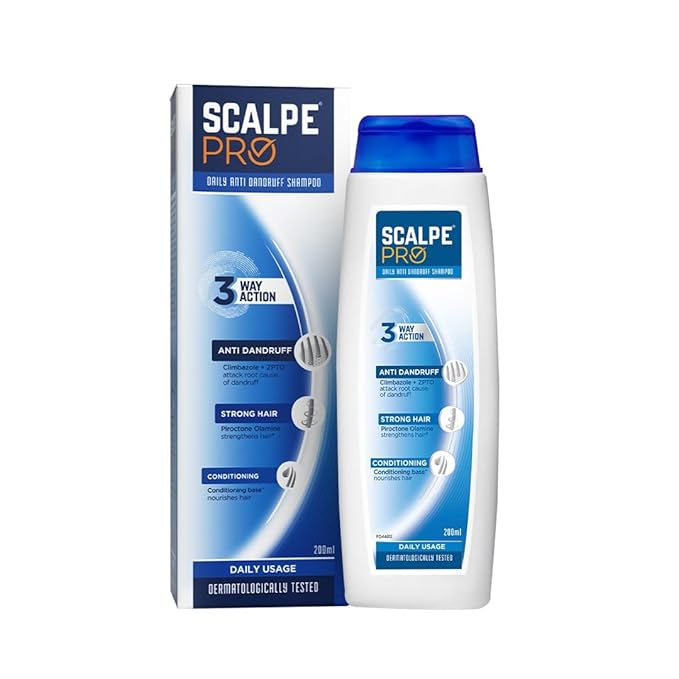 SCALPE®
PRO
DAILY ANTI DANDRUFF SHAMPOO
3 WAY
ACTION
ANTI DANDRUFF
Climbazole + ZPTO
attack root cause
of dandruff
STRONG HAIR
Piroctone Olamine
strengthens hair*
CONDITIONING
Conditioning base*
nourishes hair
200ml
DAILY USAGE
DERMATOLOGICALLY TESTED
SCALPE®
PRO
DAILY ANTI DANDRUFF SHAMPOO
3 WAY
ACTION
ANTI DANDRUFF
Climbazole + ZPTO
attack root cause
of dandruff
STRONG HAIR
Piroctone Olamine
strengthens hair*
CONDITIONING
Conditioning base*
nourishes hair
200ml
DAILY USAGE
DERMATOLOGICALLY TESTED